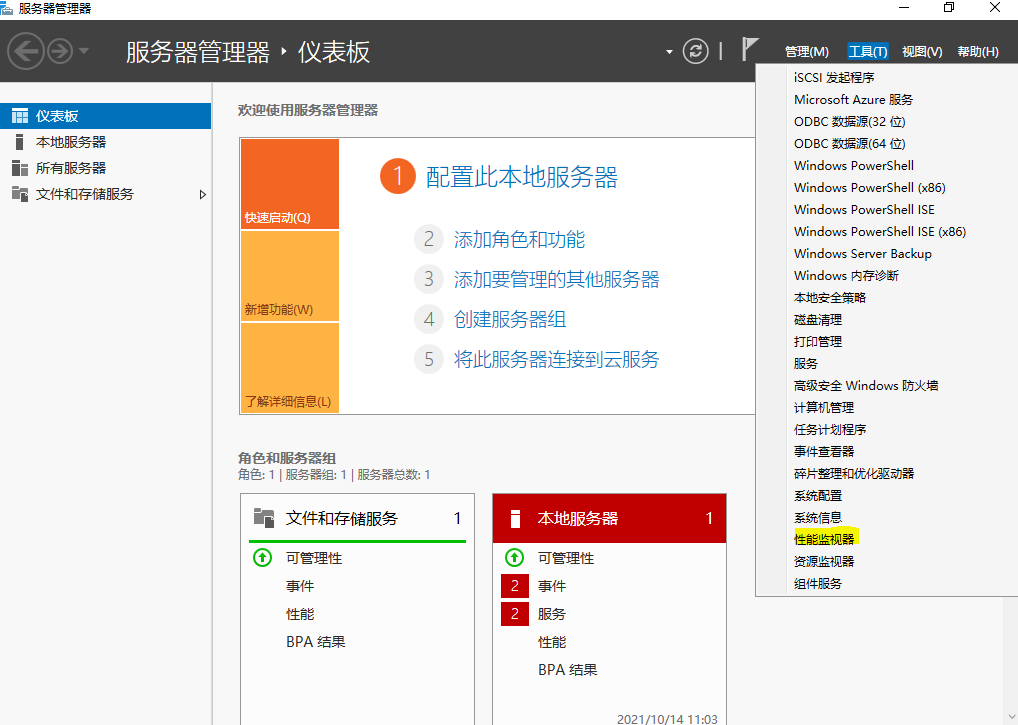 服务器管理器
服务器管理器 ‣ 仪表板
管理(M) 工具(T) 视图(V) 帮助(H)
仪表板
本地服务器
所有服务器
文件和存储服务
欢迎使用服务器管理器
快速启动(Q)
新增功能(W)
了解详细信息(L)
1 配置此本地服务器
2 添加角色和功能
3 添加要管理的其他服务器
4 创建服务器组
5 将此服务器连接到云服务
角色和服务器组
角色: 1 | 服务器组: 1 | 服务器总数: 1
文件和存储服务 1
可管理性
事件
性能
BPA 结果
本地服务器 1
可管理性
2 事件
2 服务
性能
BPA 结果
2021/10/14 11:03
iSCSI 发起程序
Microsoft Azure 服务
ODBC 数据源(32 位)
ODBC 数据源(64 位)
Windows PowerShell
Windows PowerShell (x86)
Windows PowerShell ISE
Windows PowerShell ISE (x86)
Windows Server Backup
Windows 内存诊断
本地安全策略
磁盘清理
打印管理
服务
高级安全 Windows 防火墙
计算机管理
任务计划程序
事件查看器
碎片整理和优化驱动器
系统配置
系统信息
性能监视器
资源监视器
组件服务